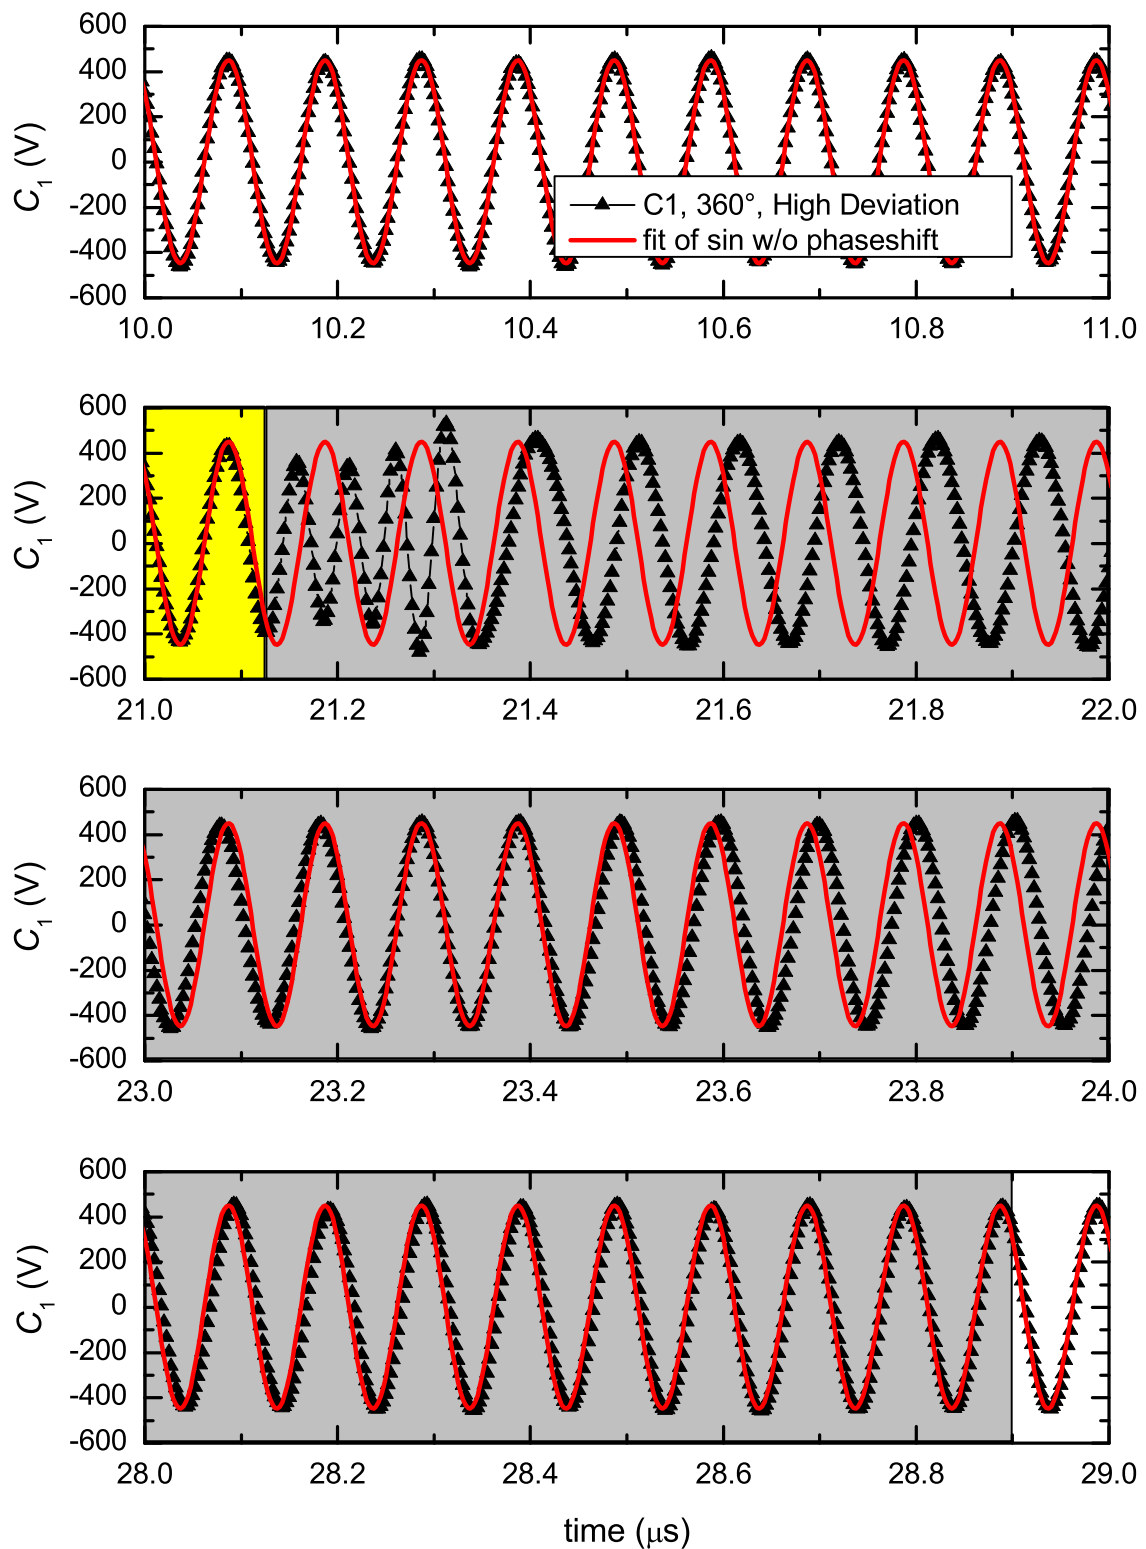 600
400
200
0
-200
-400
-600
C1 (V)
C1, 360°, High Deviation
fit of sin w/o phaseshift
10.0 10.2 10.4 10.6 10.8 11.0
600
400
200
0
-200
-400
-600
C1 (V)
21.0 21.2 21.4 21.6 21.8 22.0
600
400
200
0
-200
-400
-600
C1 (V)
23.0 23.2 23.4 23.6 23.8 24.0
600
400
200
0
-200
-400
-600
C1 (V)
28.0 28.2 28.4 28.6 28.8 29.0
time (μs)